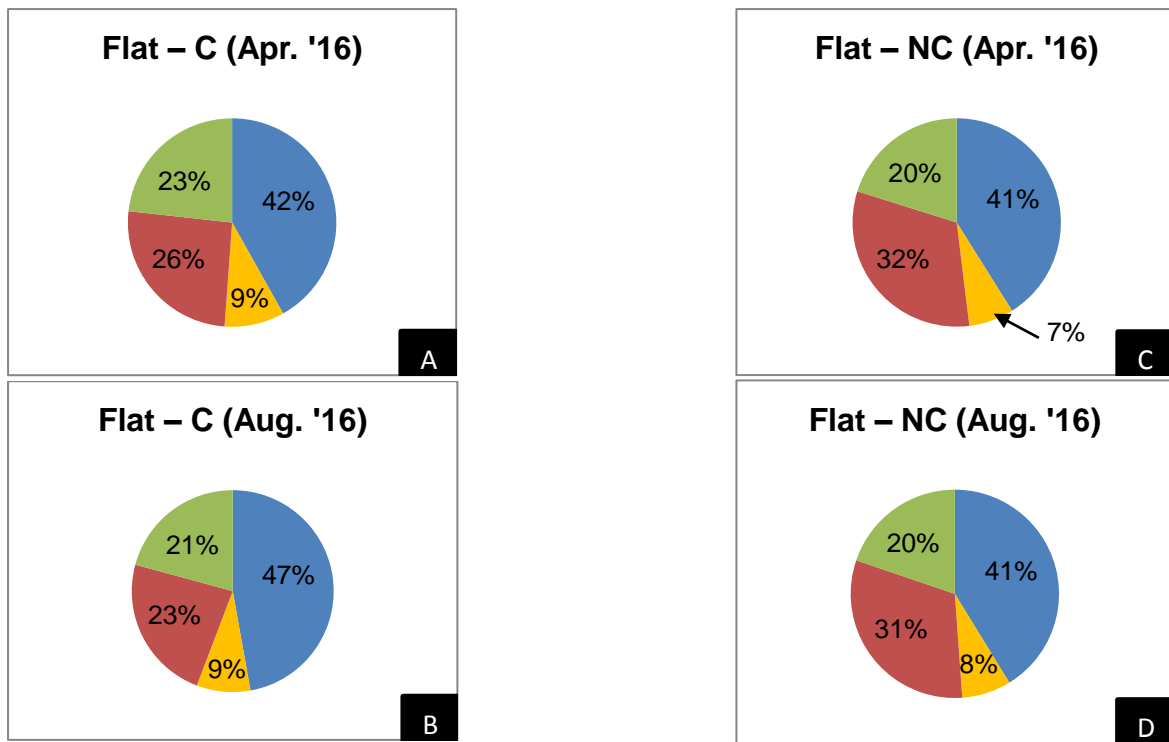 Flat – C (Apr. '16)
23%
42%
26%
9%
A
Flat – NC (Apr. '16)
20%
41%
32%
7%
C
Flat – C (Aug. '16)
21%
47%
23%
9%
B
Flat – NC (Aug. '16)
20%
41%
31%
8%
D